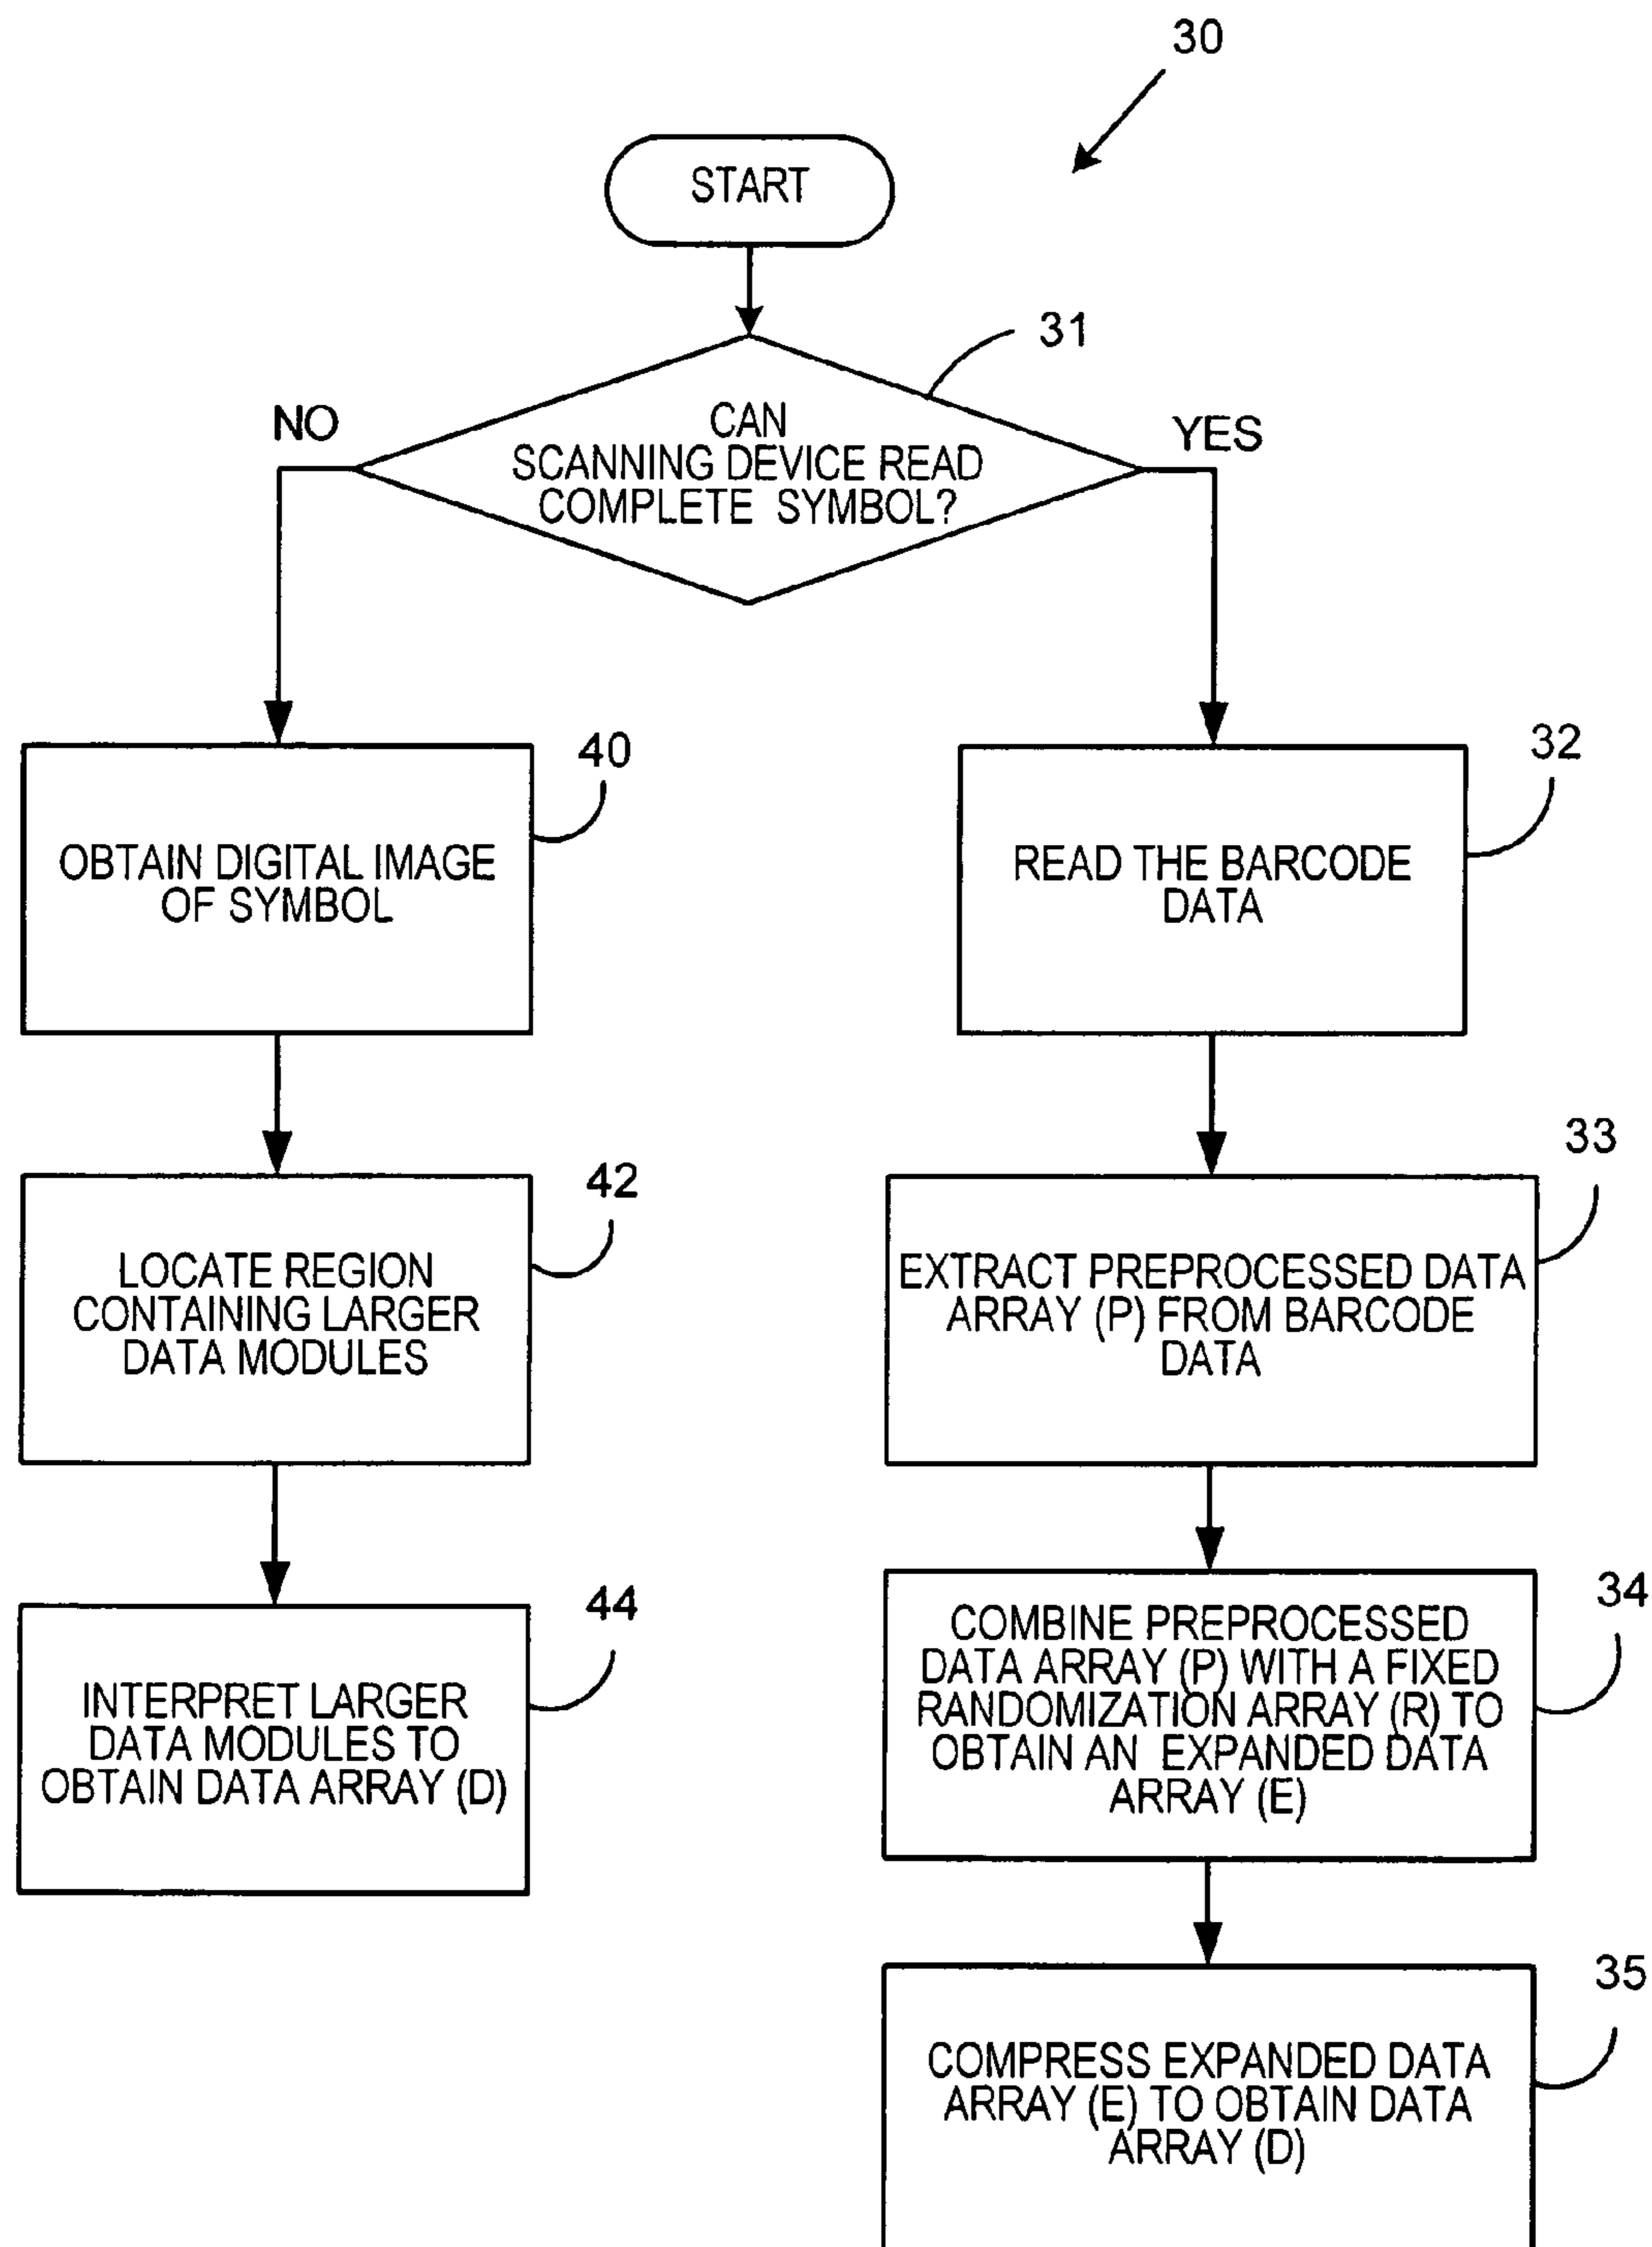 30
START
31
CAN
SCANNING DEVICE READ
COMPLETE SYMBOL?
NO
YES
40
OBTAIN DIGITAL IMAGE
OF SYMBOL
32
READ THE BARCODE
DATA
42
LOCATE REGION
CONTAINING LARGER
DATA MODULES
33
EXTRACT PREPROCESSED DATA
ARRAY (P) FROM BARCODE
DATA
44
INTERPRET LARGER
DATA MODULES TO
OBTAIN DATA ARRAY (D)
34
COMBINE PREPROCESSED
DATA ARRAY (P) WITH A FIXED
RANDOMIZATION ARRAY (R) TO
OBTAIN AN EXPANDED DATA
ARRAY (E)
35
COMPRESS EXPANDED DATA
ARRAY (E) TO OBTAIN DATA
ARRAY (D)